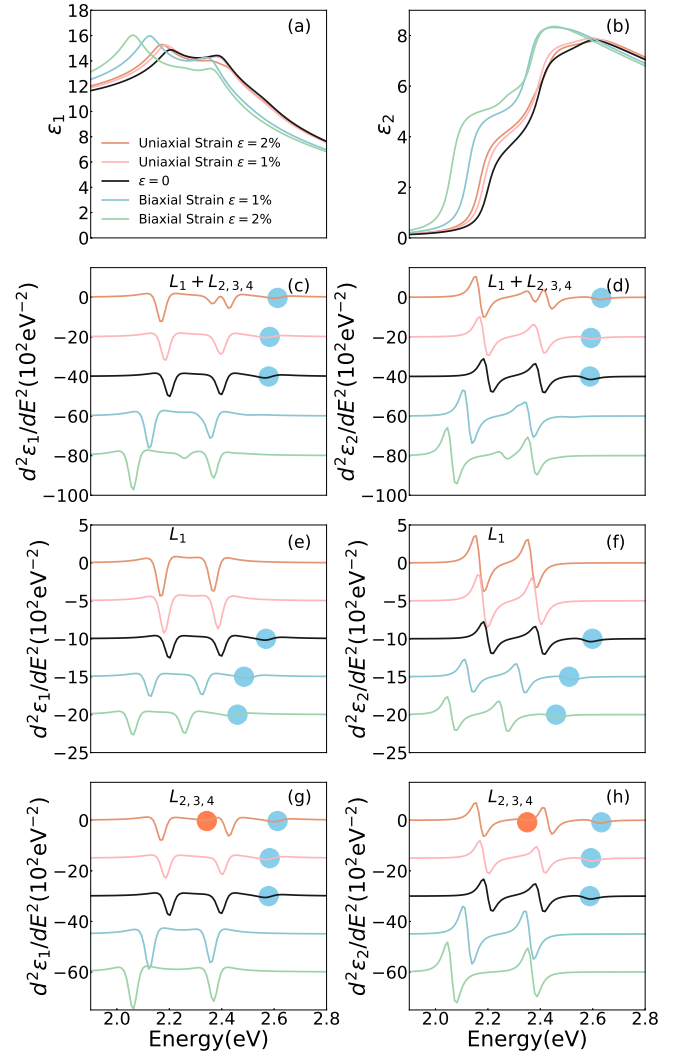 (a)
ε₁
18
16
14
12
10
8
6
4
2
0
Uniaxial Strain ε = 2%
Uniaxial Strain ε = 1%
ε = 0
Biaxial Strain ε = 1%
Biaxial Strain ε = 2%
(b)
ε₂
8
6
4
2
0
L₁ + L₂,₃,₄
(c)
d²ε₁/dE²(10²eV⁻²)
0
−20
−40
−60
−80
−100
L₁ + L₂,₃,₄
(d)
d²ε₂/dE²(10²eV⁻²)
0
−20
−40
−60
−80
−100
L₁
(e)
d²ε₁/dE²(10²eV⁻²)
5
0
−5
−10
−15
−20
−25
L₁
(f)
d²ε₂/dE²(10²eV⁻²)
5
0
−5
−10
−15
−20
−25
L₂,₃,₄
(g)
d²ε₁/dE²(10²eV⁻²)
0
−20
−40
−60
2.0
2.2
2.4
2.6
2.8
Energy(eV)
L₂,₃,₄
(h)
d²ε₂/dE²(10²eV⁻²)
0
−20
−40
−60
2.0
2.2
2.4
2.6
2.8
Energy(eV)